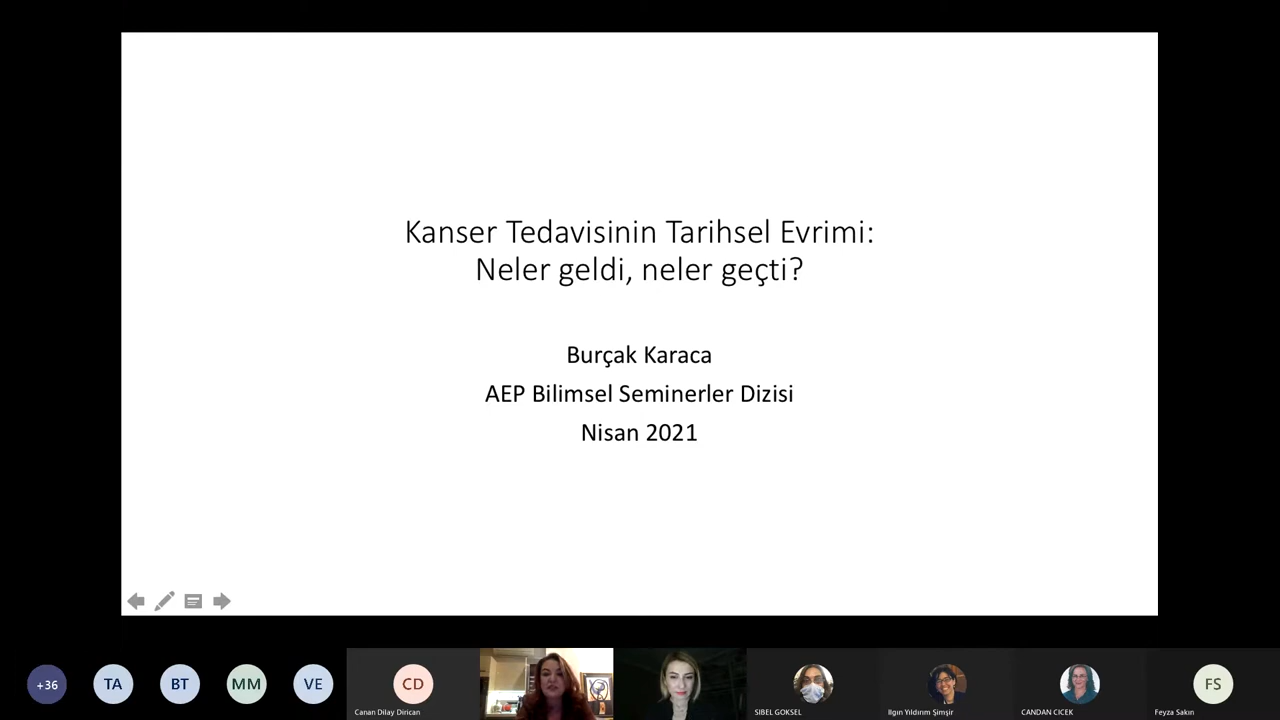 Kanser Tedavisinin Tarihsel Evrimi:
Neler geldi, neler geçti?
Burçak Karaca
AEP Bilimsel Seminerler Dizisi
Nisan 2021
+36
TA
BT
MM
VE
CD
Canan Dilay Dirican
SIBEL GOKSEL
Ilgın Yıldırım Şimşir
CANDAN CICEK
FS
Feyza Sakın